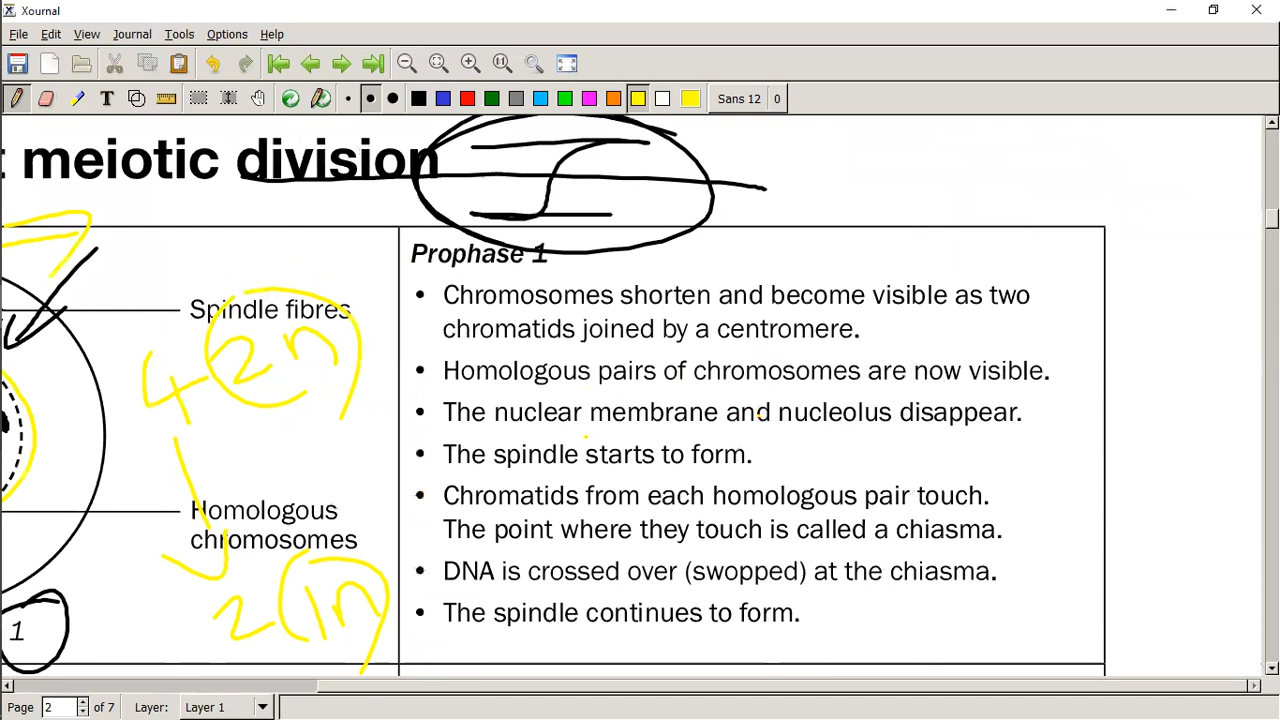 Xournal
File Edit View Journal Tools Options Help
Sans 12 0
t meiotic division
Prophase 1
• Chromosomes shorten and become visible as two
chromatids joined by a centromere.
• Homologous pairs of chromosomes are now visible.
• The nuclear membrane and nucleolus disappear.
• The spindle starts to form.
• Chromatids from each homologous pair touch.
The point where they touch is called a chiasma.
• DNA is crossed over (swopped) at the chiasma.
• The spindle continues to form.
Spindle fibres
4 (2n)
Homologous
chromosomes
2 (1n)
1
Page 2 of 7 Layer: Layer 1